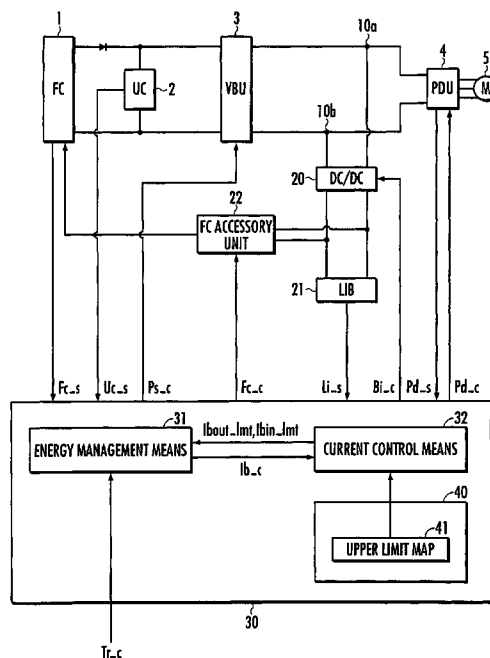 1
3
10a
4
5
FC
UC
2
VBU
PDU
M
10b
20
DC/DC
22
FC ACCESSORY
UNIT
21
LIB
Fc_s
Uc_s
Ps_c
Fc_c
Li_s
Bi_c
Pd_s
Pd_c
31
32
ENERGY MANAGEMENT MEANS
Ibout_lmt,Ibin_lmt
Ib_c
CURRENT CONTROL MEANS
40
41
UPPER LIMIT MAP
30
Tr_c